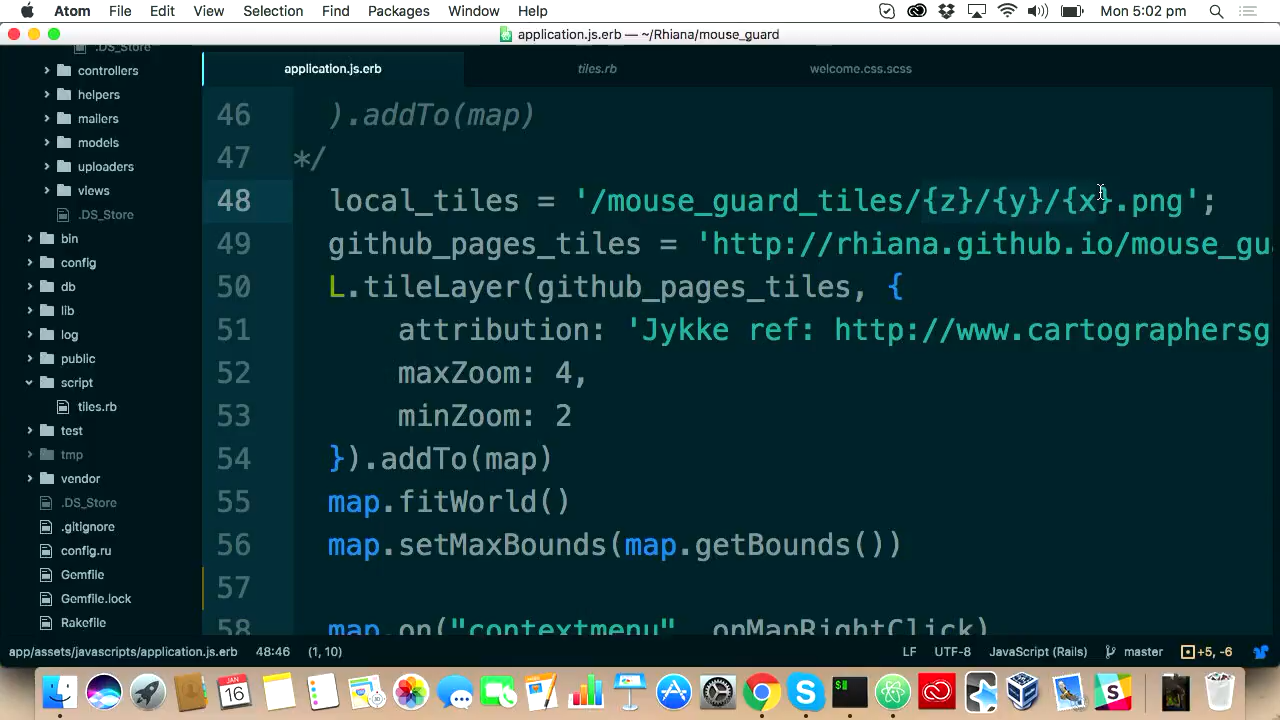 Atom File Edit View Selection Find Packages Window Help Mon 5:02 pm
application.js.erb — ~/Rhiana/mouse_guard
application.js.erb tiles.rb welcome.css.scss
.DS_Store
controllers
helpers
mailers
models
uploaders
views
.DS_Store
bin
config
db
lib
log
public
script
tiles.rb
test
tmp
vendor
.DS_Store
.gitignore
config.ru
Gemfile
Gemfile.lock
Rakefile
46 ).addTo(map)
47 */
48 local_tiles = '/mouse_guard_tiles/{z}/{y}/{x}.png';
49 github_pages_tiles = 'http://rhiana.github.io/mouse_gu
50 L.tileLayer(github_pages_tiles, {
51 attribution: 'Jykke ref: http://www.cartographersg
52 maxZoom: 4,
53 minZoom: 2
54 }).addTo(map)
55 map.fitWorld()
56 map.setMaxBounds(map.getBounds())
57
58 map.on("contextmenu", onMapRightClick)
app/assets/javascripts/application.js.erb 48:46 (1, 10) LF UTF-8 JavaScript (Rails) master +5, -6
JAN
16